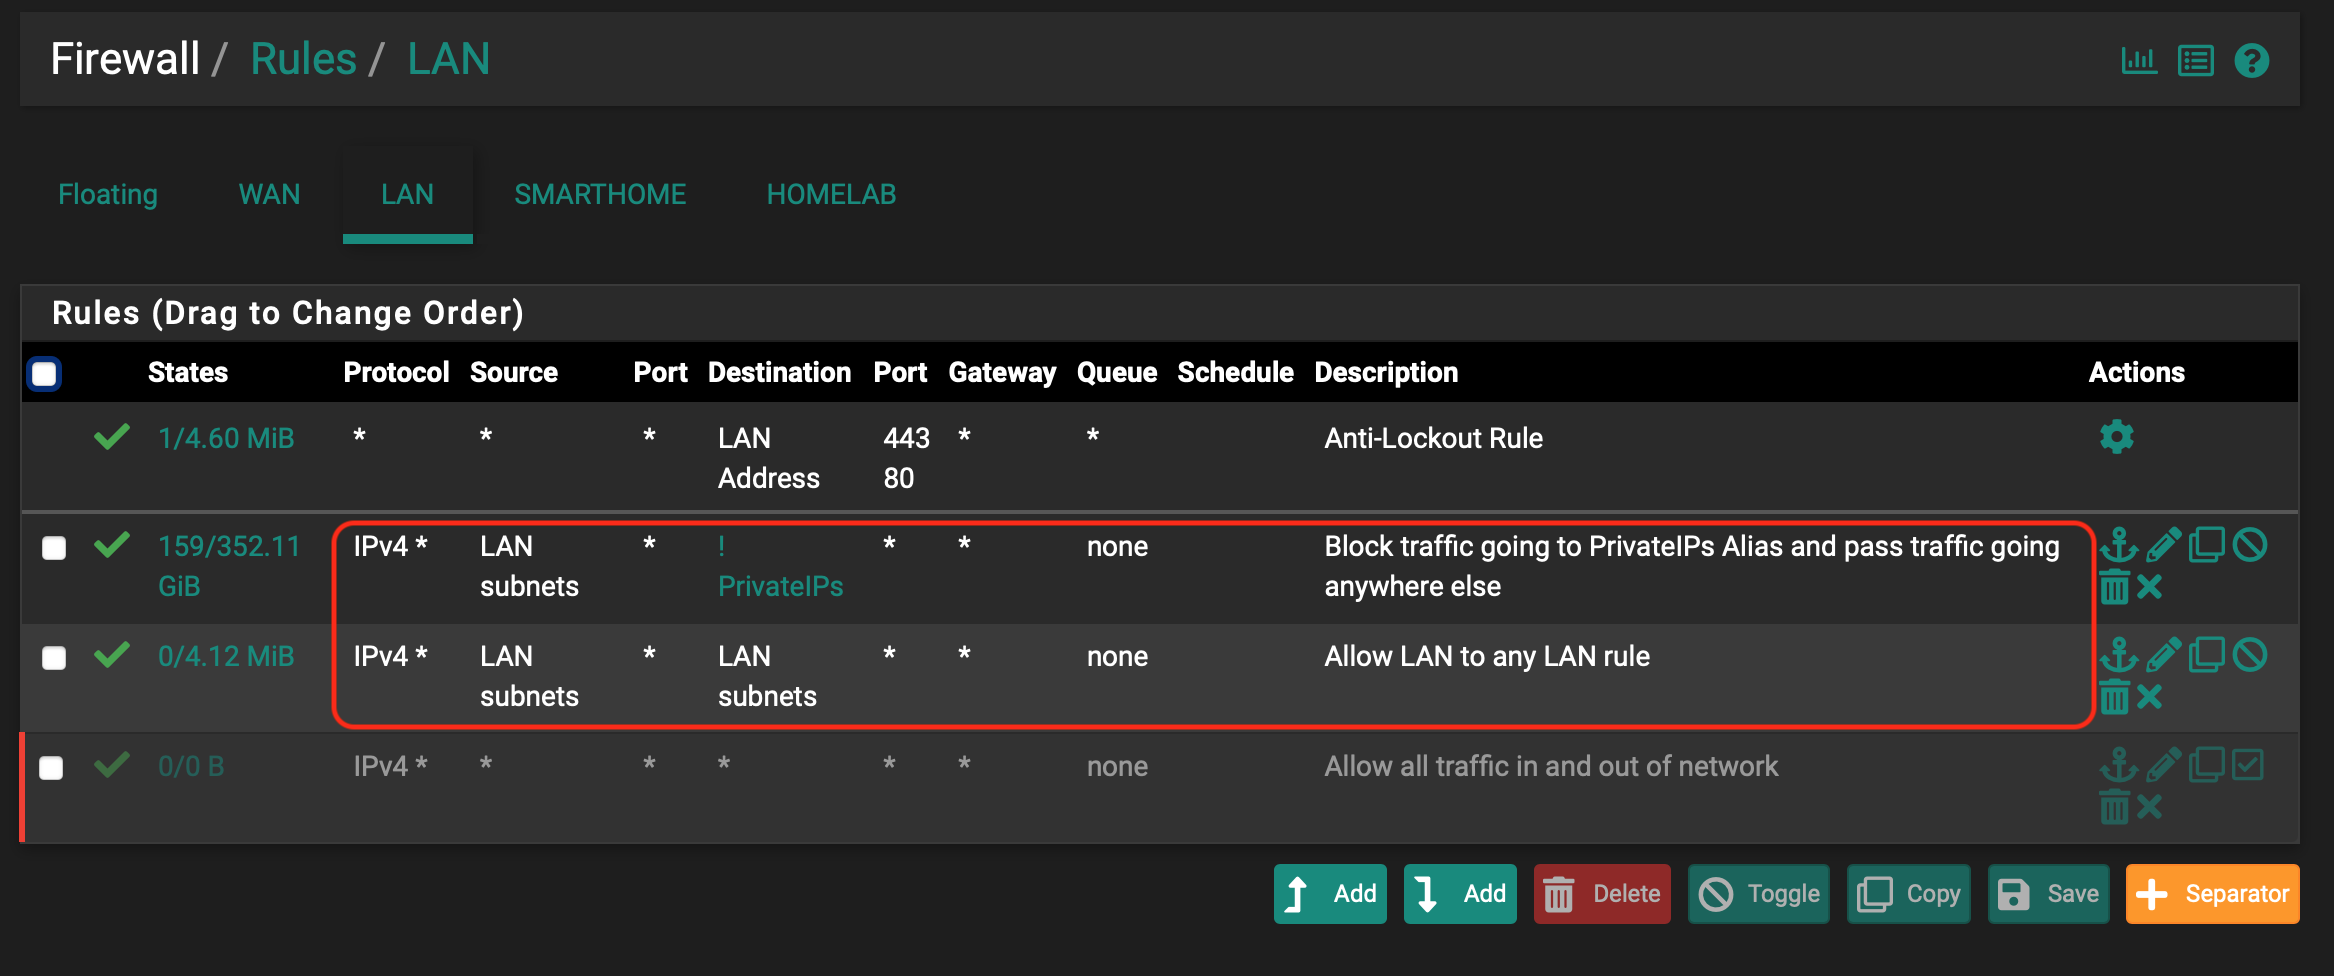 Firewall / Rules / LAN
Floating WAN LAN SMARTHOME HOMELAB
Rules (Drag to Change Order)
States Protocol Source Port Destination Port Gateway Queue Schedule Description Actions
1/4.60 MiB * * * LAN 443 * * Anti-Lockout Rule
Address 80
159/352.11 IPv4 * LAN * ! * * none Block traffic going to PrivateIPs Alias and pass traffic going
GiB subnets PrivateIPs anywhere else
0/4.12 MiB IPv4 * LAN * LAN * * none Allow LAN to any LAN rule
subnets subnets
0/0 B IPv4 * * * * * * none Allow all traffic in and out of network
Add Add Delete Toggle Copy Save Separator